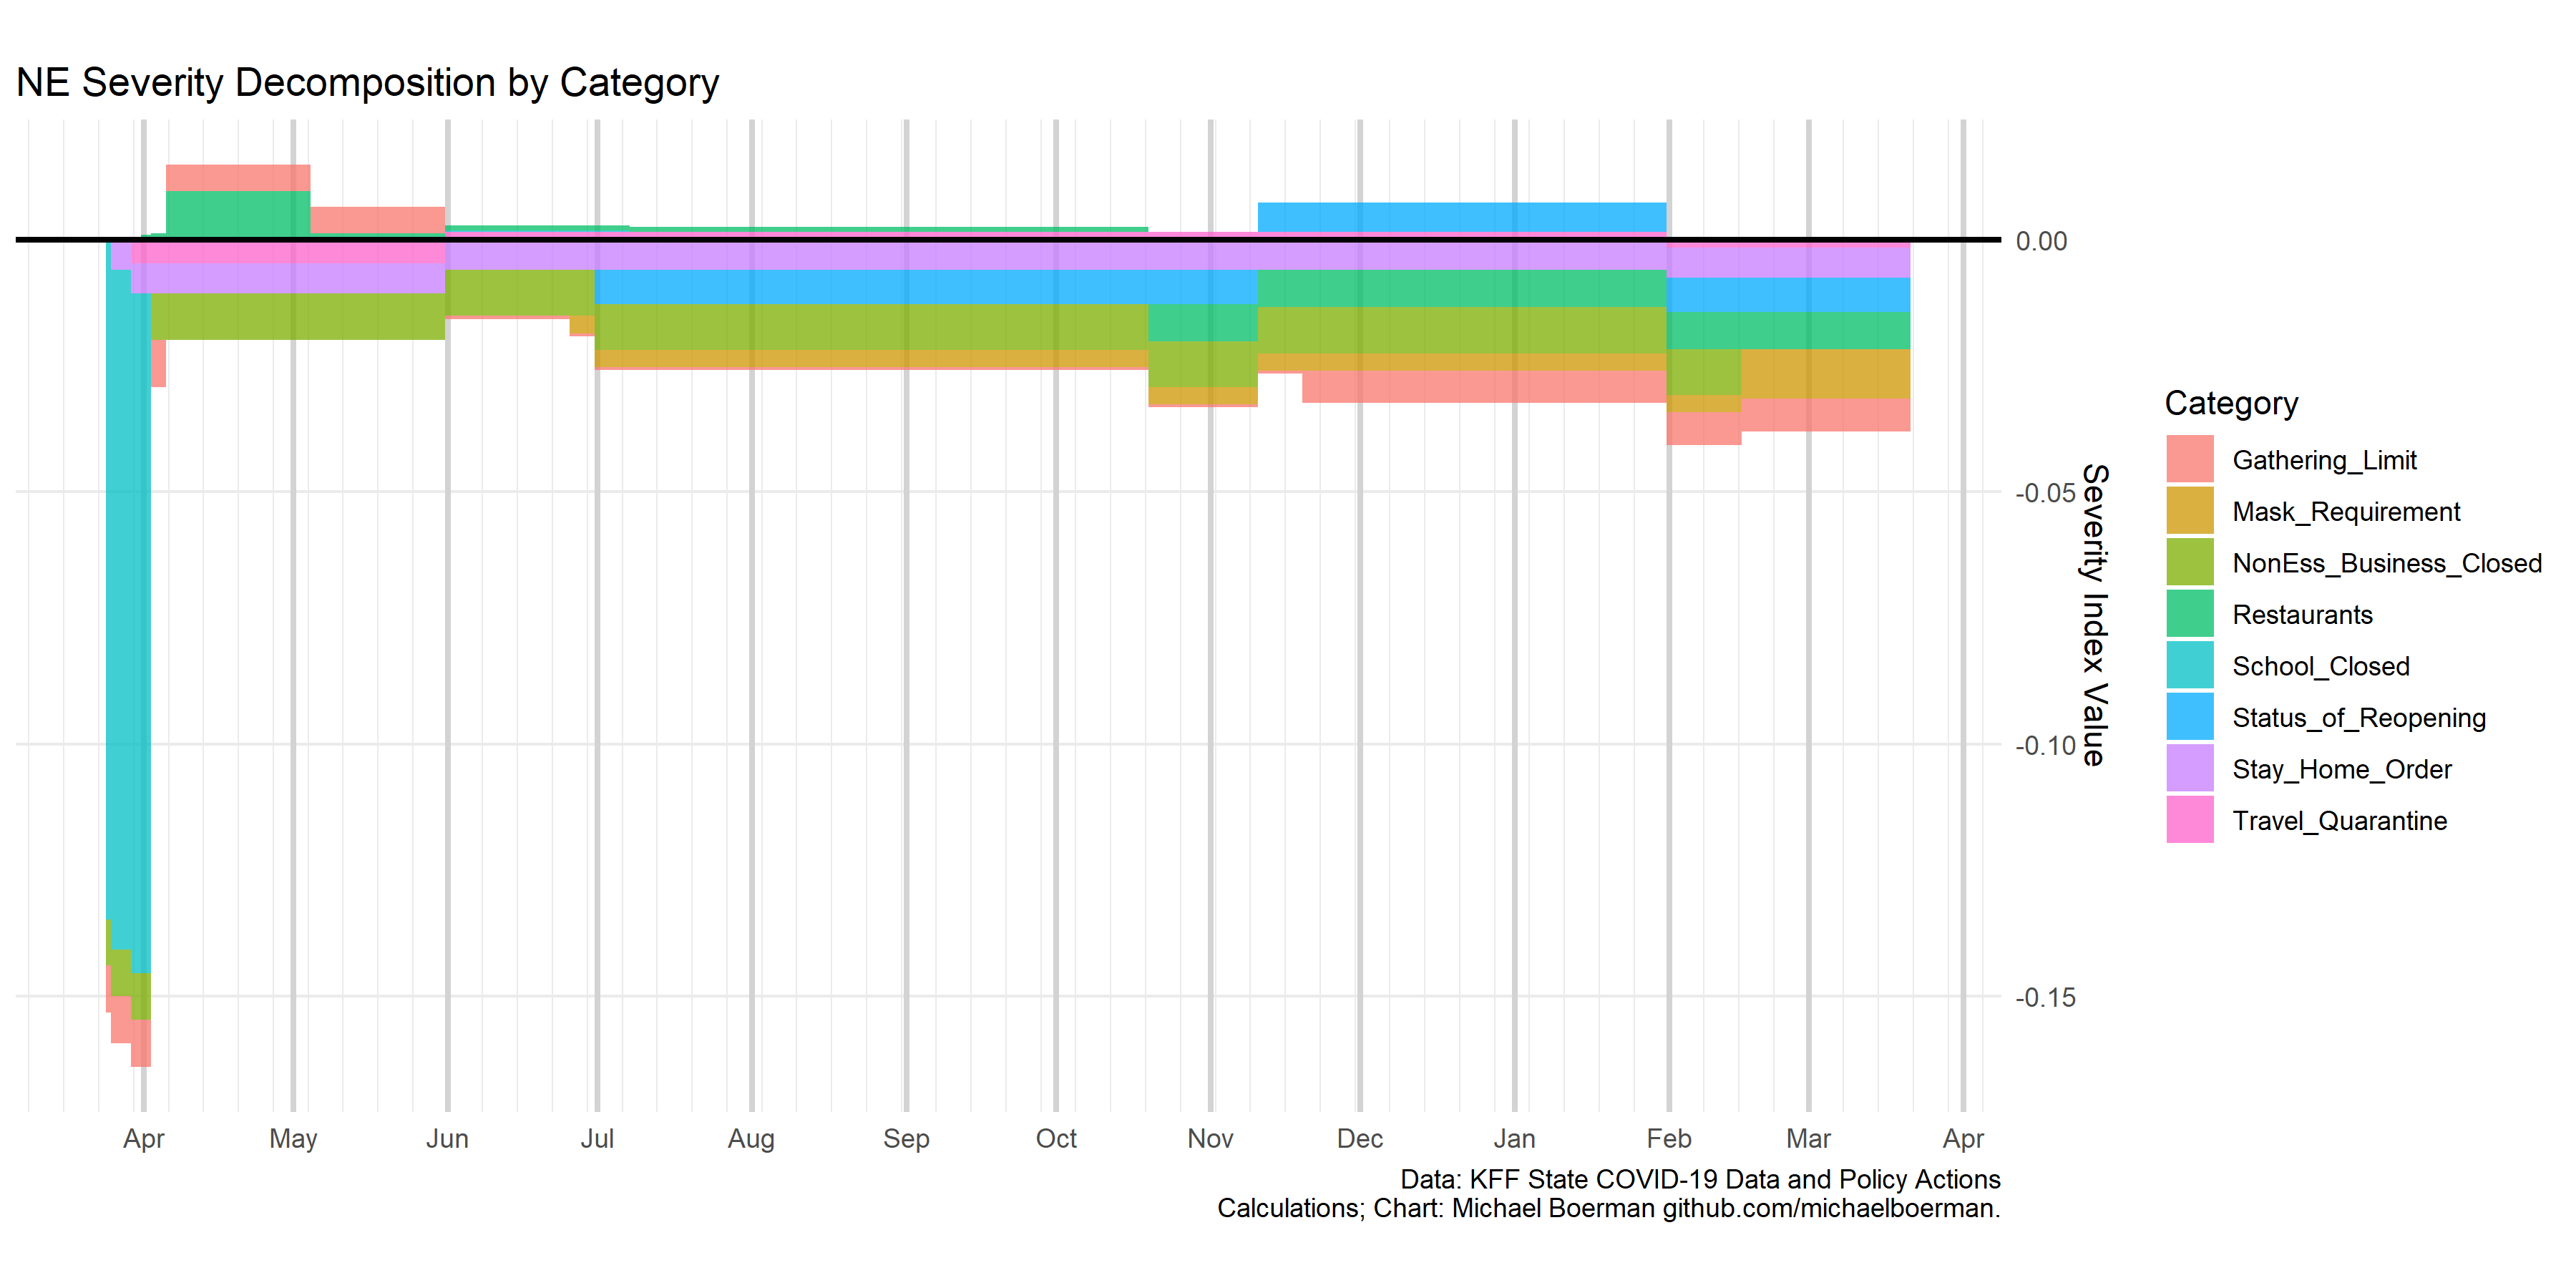 NE Severity Decomposition by Category
0.00
-0.05
-0.10
-0.15
Severity Index Value
Apr May Jun Jul Aug Sep Oct Nov Dec Jan Feb Mar Apr
Category
Gathering_Limit
Mask_Requirement
NonEss_Business_Closed
Restaurants
School_Closed
Status_of_Reopening
Stay_Home_Order
Travel_Quarantine
Data: KFF State COVID-19 Data and Policy Actions
Calculations; Chart: Michael Boerman github.com/michaelboerman.